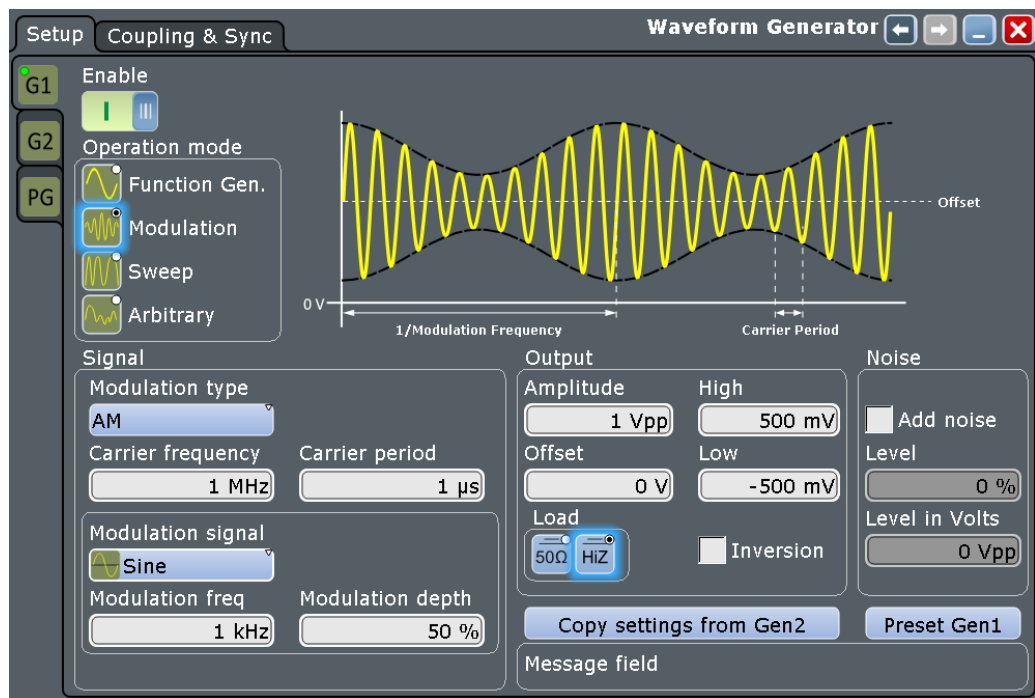 Setup
Coupling & Sync
Waveform Generator
G1
G2
PG
Enable
Operation mode
Function Gen.
Modulation
Sweep
Arbitrary
Offset
0 V
1/Modulation Frequency
Carrier Period
Signal
Modulation type
AM
Carrier frequency
Carrier period
1 MHz
1 µs
Modulation signal
Sine
Modulation freq
Modulation depth
1 kHz
50 %
Output
Amplitude
High
1 Vpp
500 mV
Offset
Low
0 V
-500 mV
Load
50Ω
HiZ
Inversion
Noise
Add noise
Level
0 %
Level in Volts
0 Vpp
Copy settings from Gen2
Preset Gen1
Message field